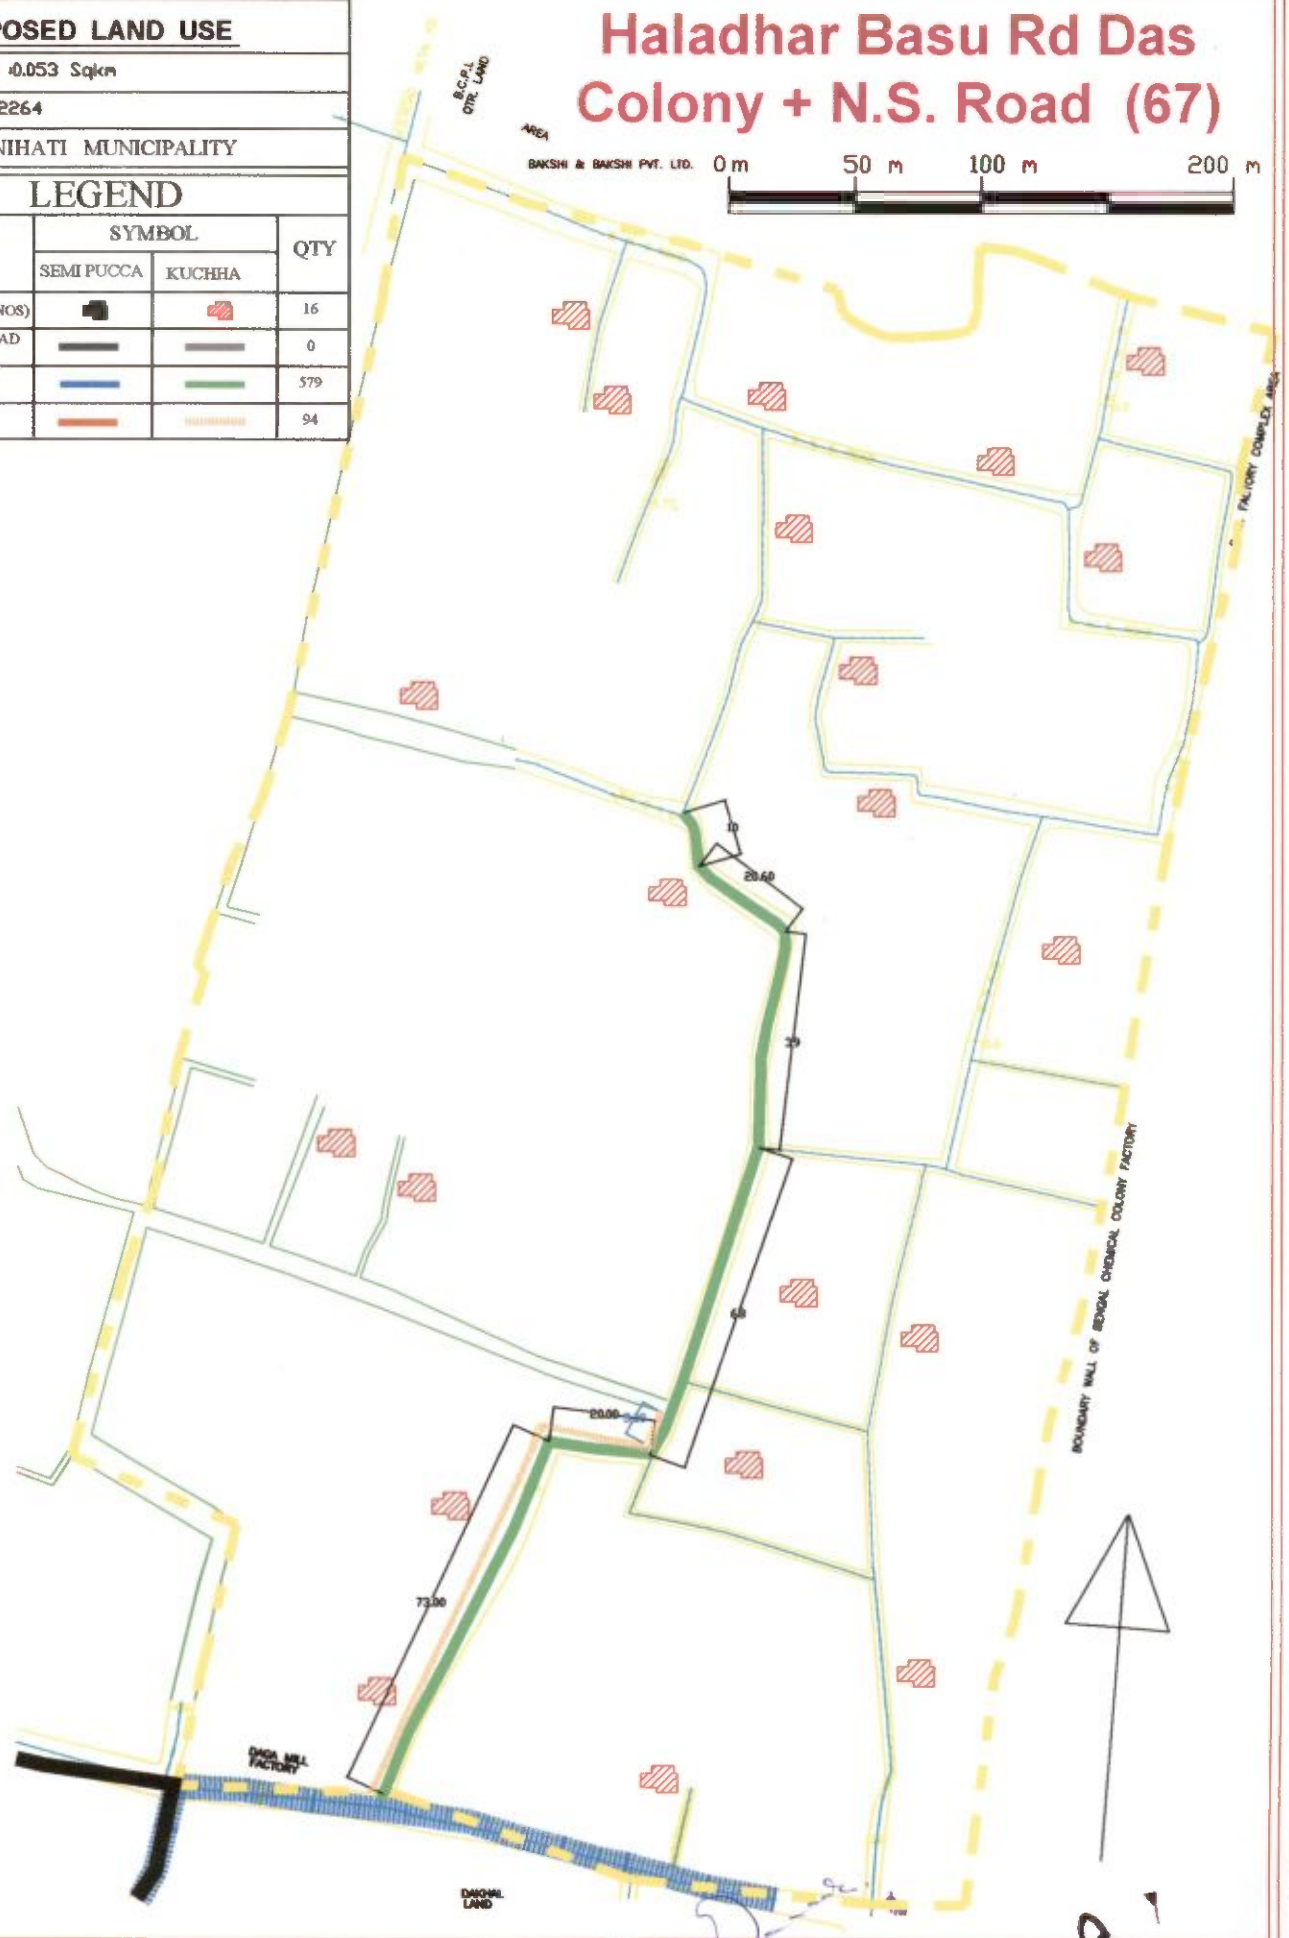 POSED LAND USE
0.053 Sqkm
2264
NIHATI MUNICIPALITY
LEGEND
SYMBOL
QTY
SEMI PUCCA
KUCHHA
NOS)
16
AD
0
579
94
Haladhar Basu Rd Das
Colony + N.S. Road (67)
B.C.P.L
QTR. LAND
AREA
BAKSHI & BAKSHI PVT. LTD.
0 m
50 m
100 m
200 m
COMPLEX AREA
10
20.60
39
20.00
73.00
BOUNDARY WALL OF BENGAL CHEMICAL COLONY FACTORY
DAGA MILL
FACTORY
DAKHAL
LAND